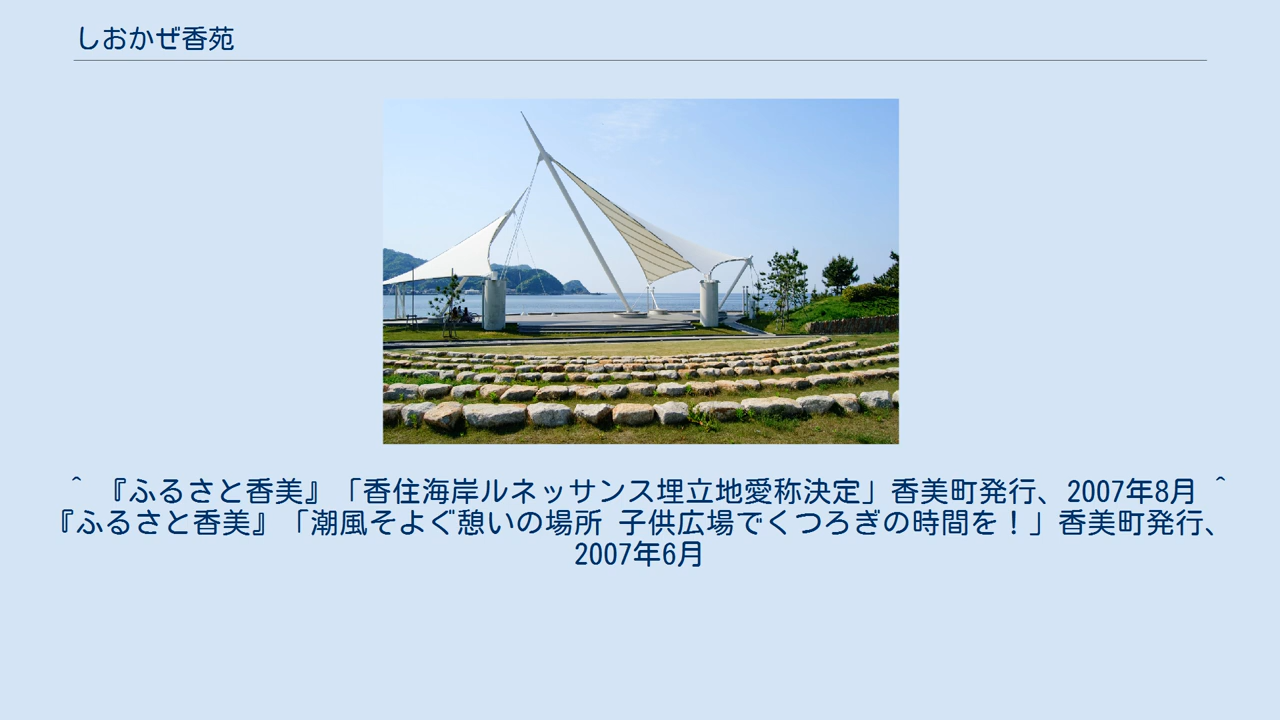 しおかぜ香苑
^ 『ふるさと香美』「香住海岸ルネッサンス埋立地愛称決定」香美町発行、2007年8月 ^
『ふるさと香美』「潮風そよぐ憩いの場所 子供広場でくつろぎの時間を！」香美町発行、
2007年6月